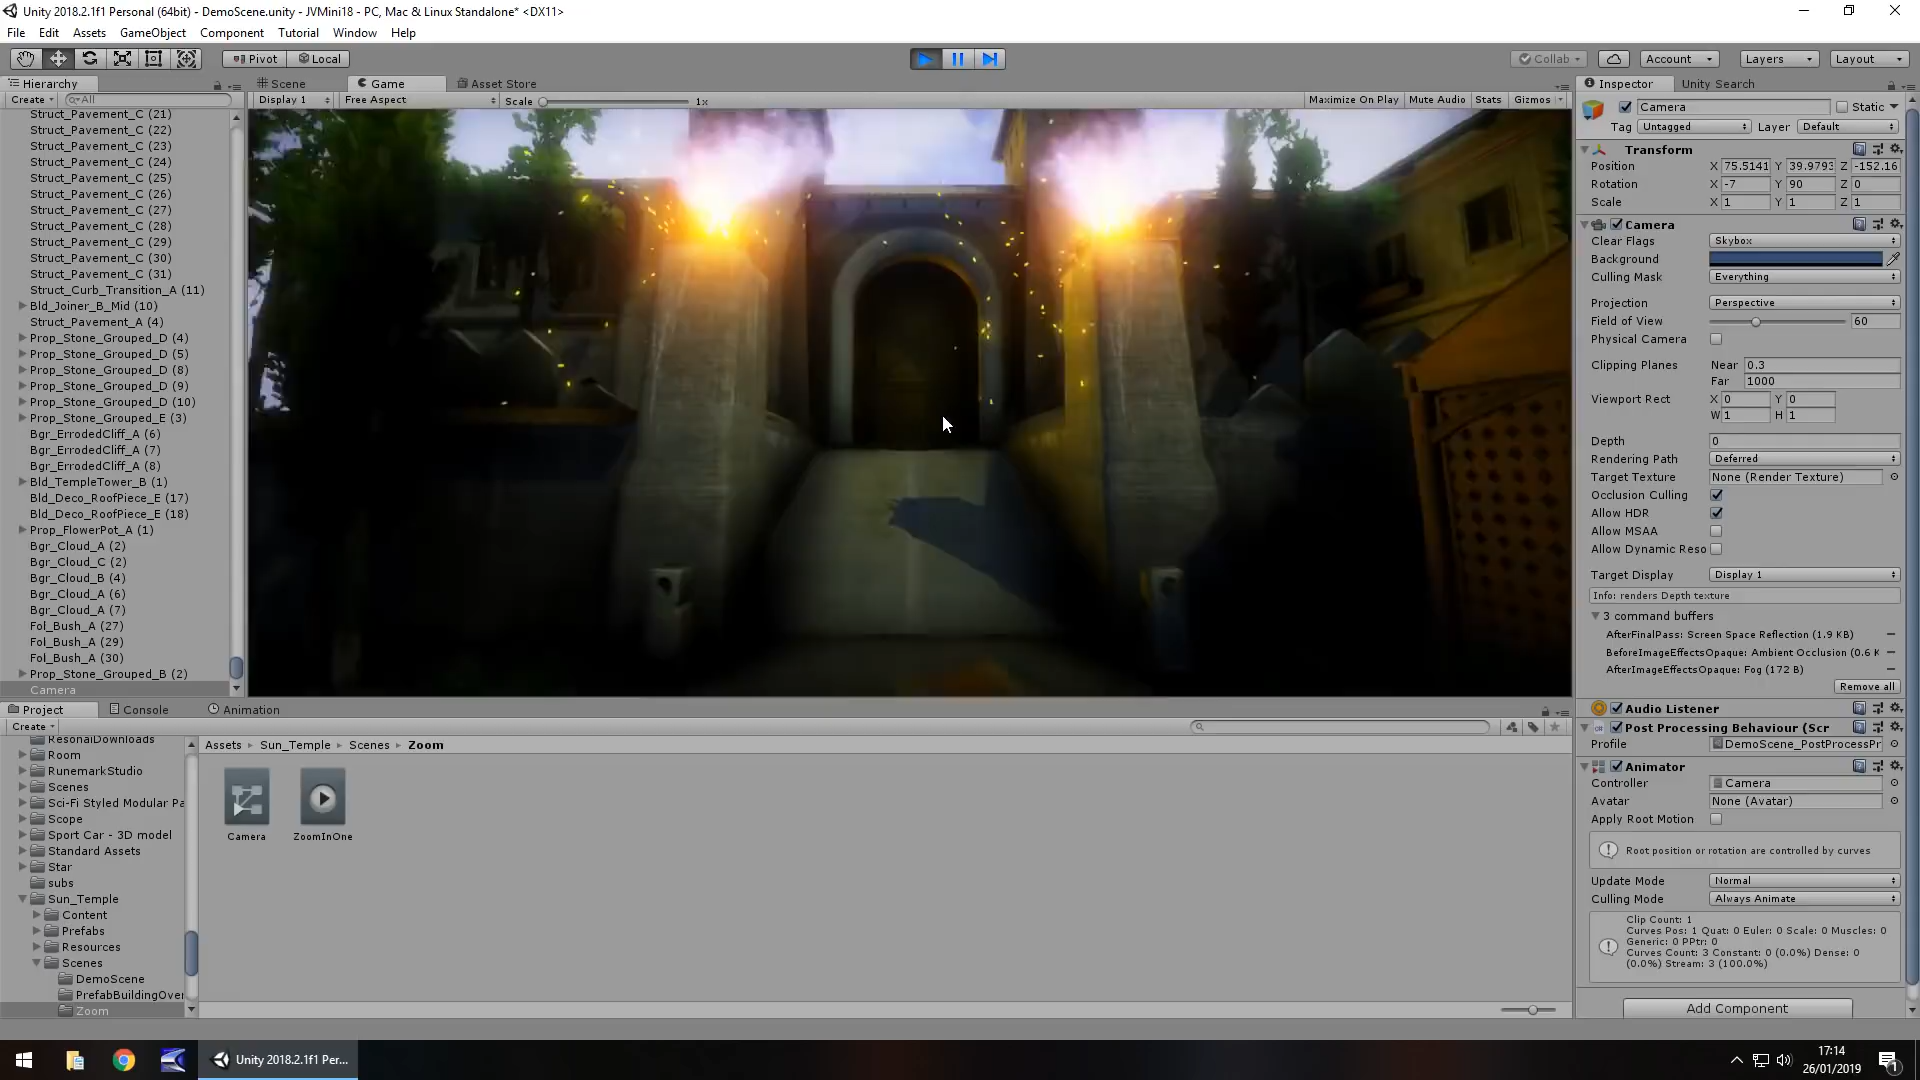 Unity 2018.2.1f1 Personal (64bit) - DemoScene.unity - JVMini18 - PC, Mac & Linux Standalone* <DX11>
File Edit Assets GameObject Component Tutorial Window Help
Pivot Local Collab Account Layers Layout
Hierarchy
Create All
Struct_Pavement_C (21)
Struct_Pavement_C (22)
Struct_Pavement_C (23)
Struct_Pavement_C (24)
Struct_Pavement_C (25)
Struct_Pavement_C (26)
Struct_Pavement_C (27)
Struct_Pavement_C (28)
Struct_Pavement_C (29)
Struct_Pavement_C (30)
Struct_Pavement_C (31)
Struct_Curb_Transition_A (11)
Bld_Joiner_B_Mid (10)
Struct_Pavement_A (4)
Prop_Stone_Grouped_D (4)
Prop_Stone_Grouped_D (5)
Prop_Stone_Grouped_D (8)
Prop_Stone_Grouped_D (9)
Prop_Stone_Grouped_D (10)
Prop_Stone_Grouped_E (3)
Bgr_ErrodedCliff_A (6)
Bgr_ErrodedCliff_A (7)
Bgr_ErrodedCliff_A (8)
Bld_TempleTower_B (1)
Bld_Deco_RoofPiece_E (17)
Bld_Deco_RoofPiece_E (18)
Prop_FlowerPot_A (1)
Bgr_Cloud_A (2)
Bgr_Cloud_C (2)
Bgr_Cloud_B (4)
Bgr_Cloud_A (6)
Bgr_Cloud_A (7)
Fol_Bush_A (27)
Fol_Bush_A (29)
Fol_Bush_A (30)
Prop_Stone_Grouped_B (2)
Camera
Scene Game Asset Store
Display 1 Free Aspect Scale 1x Maximize On Play Mute Audio Stats Gizmos
Inspector Unity Search
Camera Static
Tag Untagged Layer Default
Transform
Position X 75.5141 Y 39.9793 Z -152.16
Rotation X -7 Y 90 Z 0
Scale X 1 Y 1 Z 1
Camera
Clear Flags Skybox
Background
Culling Mask Everything
Projection Perspective
Field of View 60
Physical Camera
Clipping Planes Near 0.3
Far 1000
Viewport Rect X 0 Y 0
W 1 H 1
Depth 0
Rendering Path Deferred
Target Texture None (Render Texture)
Occlusion Culling
Allow HDR
Allow MSAA
Allow Dynamic Reso
Target Display Display 1
Info: renders Depth texture
3 command buffers
AfterFinalPass: Screen Space Reflection (1.9 KB)
BeforeImageEffectsOpaque: Ambient Occlusion (0.6 K
AfterImageEffectsOpaque: Fog (172 B)
Remove all
Audio Listener
Post Processing Behaviour (Scr
Profile DemoScene_PostProcessPr
Animator
Controller Camera
Avatar None (Avatar)
Apply Root Motion
Root position or rotation are controlled by curves
Update Mode Normal
Culling Mode Always Animate
Clip Count: 1
Curves Pos: 1 Quat: 0 Euler: 0 Scale: 0 Muscles: 0
Generic: 0 PPtr: 0
Curves Count: 3 Constant: 0 (0.0%) Dense: 0
(0.0%) Stream: 3 (100.0%)
Add Component
Project Console Animation
Create
ResonaiDownloads
Room
RunemarkStudio
Scenes
Sci-Fi Styled Modular Pa
Scope
Sport Car - 3D model
Standard Assets
Star
subs
Sun_Temple
Content
Prefabs
Resources
Scenes
DemoScene
PrefabBuildingOver
Zoom
Assets Sun_Temple Scenes Zoom
Camera ZoomInOne
Unity 2018.2.1f1 Per...
17:14
26/01/2019
1